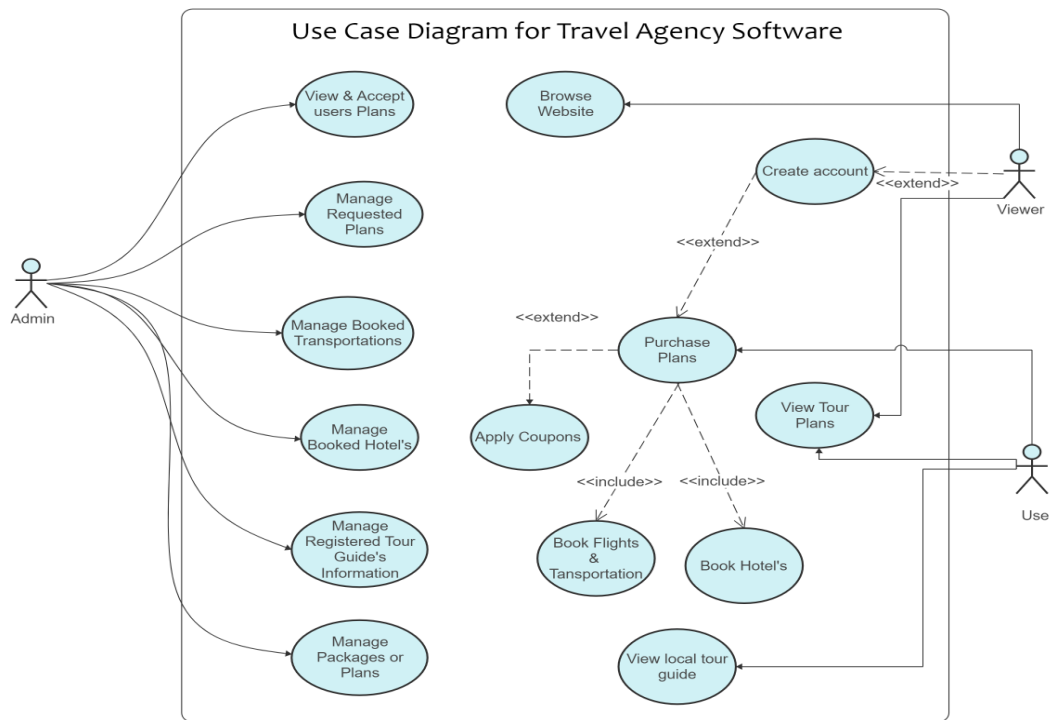 Use Case Diagram for Travel Agency Software
View & Accept
users Plans
Browse
Website
Create account
<<extend>>
Viewer
Manage
Requested
Plans
<<extend>>
Admin
Manage Booked
Transportations
<<extend>>
Purchase
Plans
View Tour
Plans
Manage
Booked Hotel's
Apply Coupons
<<include>>
<<include>>
Use
Manage
Registered Tour
Guide's
Information
Book Flights
&
Tansportation
Book Hotel's
Manage
Packages or
Plans
View local tour
guide